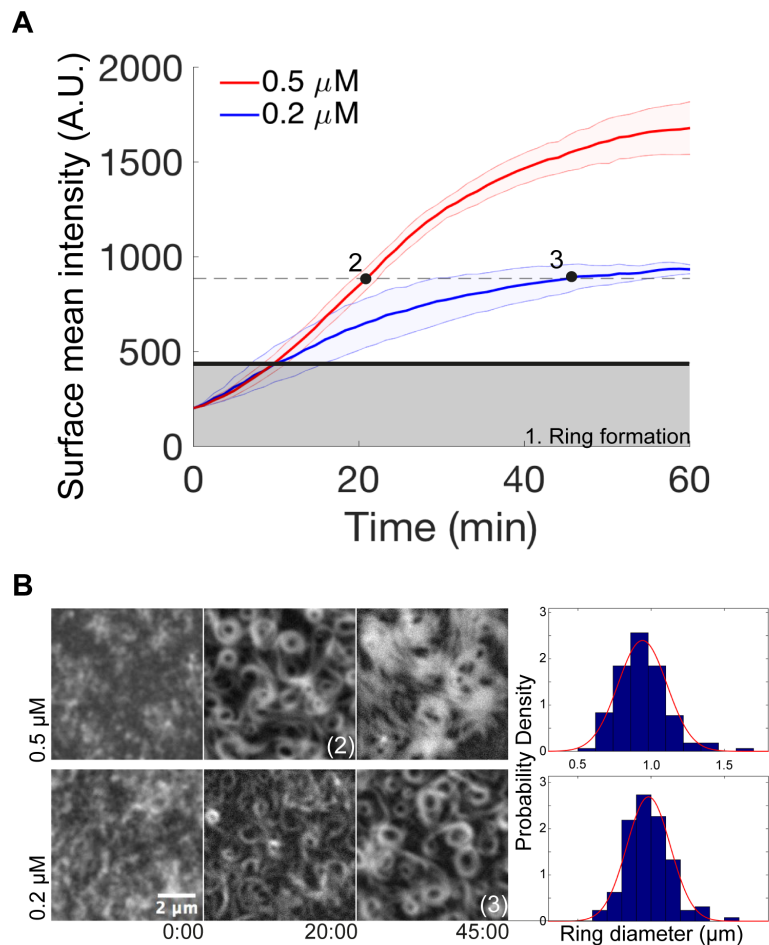 A
Surface mean intensity (A.U.)
2000
1500
1000
500
0
0.5 μM
0.2 μM
2
3
1. Ring formation
0
20
40
60
Time (min)
B
0.5 µM
(2)
0.2 µM
2 µm
(3)
0:00
20:00
45:00
Probability Density
3
2
1
0
0.5
1.0
1.5
3
2
1
0
Ring diameter (µm)